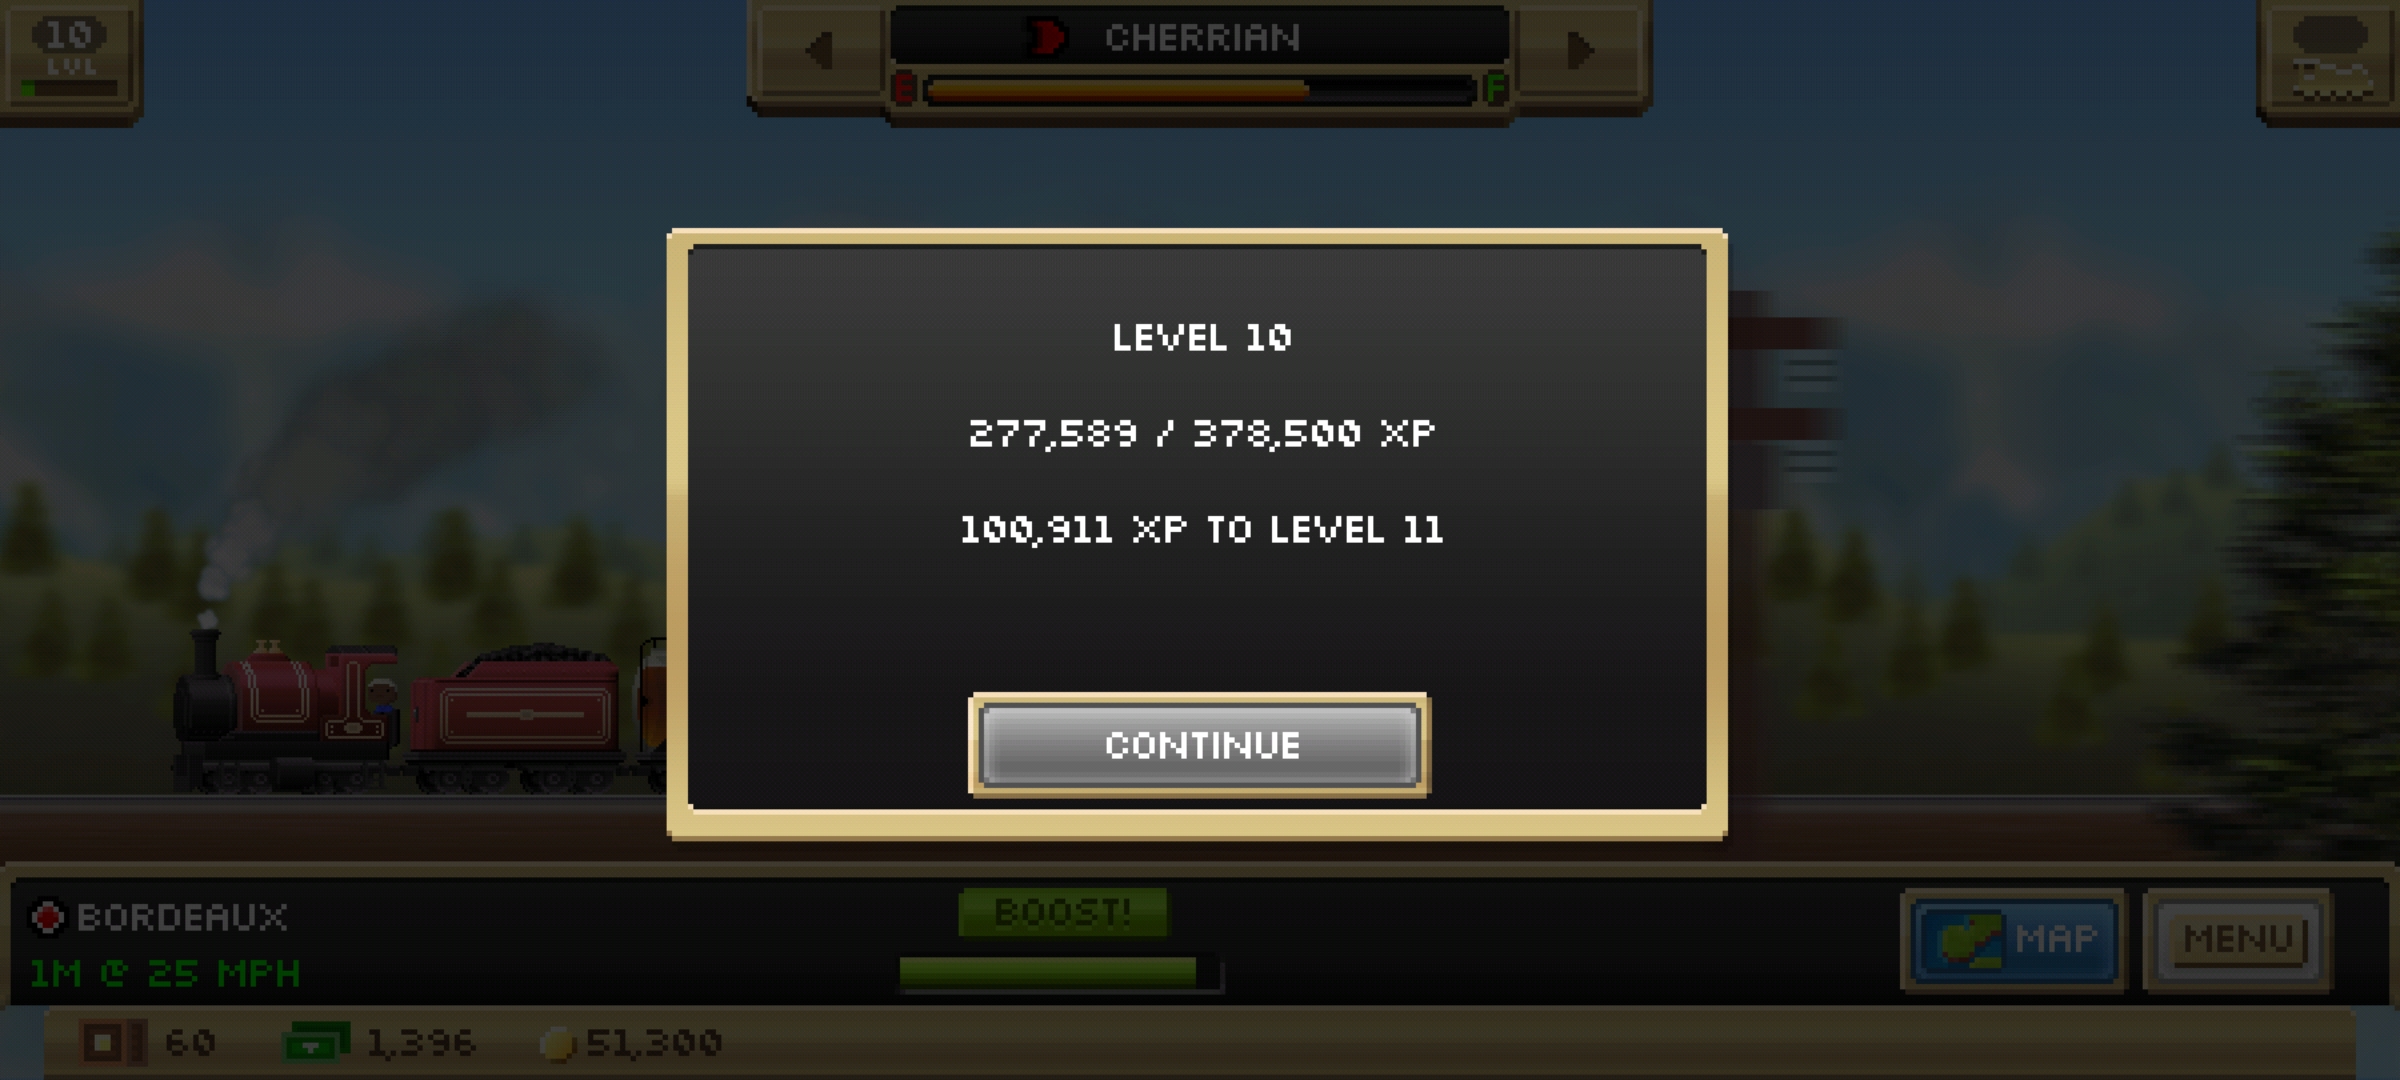 10
LVL
CHERRIAN
E F
LEVEL 10
277,589 / 378,500 XP
100,911 XP TO LEVEL 11
CONTINUE
BORDEAUX
1M @ 25 MPH
BOOST!
MAP
MENU
60
1,396
51,300